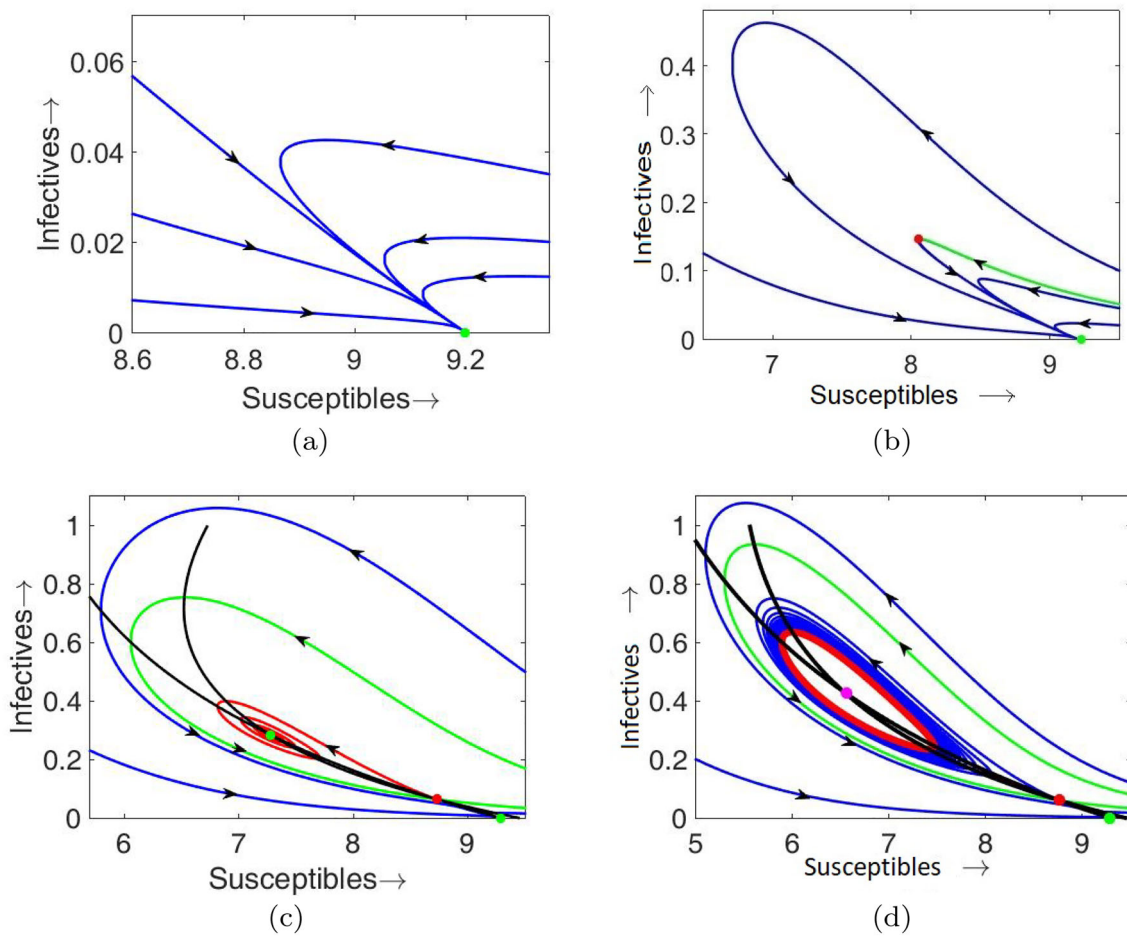 0.06
0.04
0.02
0
Infectives→
8.6 8.8 9 9.2
Susceptibles→
(a)
0.4
0.3
0.2
0.1
0
Infectives →
7 8 9
Susceptibles →
(b)
1
0.8
0.6
0.4
0.2
0
Infectives→
6 7 8 9
Susceptibles→
(c)
1
0.8
0.6
0.4
0.2
0
Infectives →
5 6 7 8 9
Susceptibles →
(d)